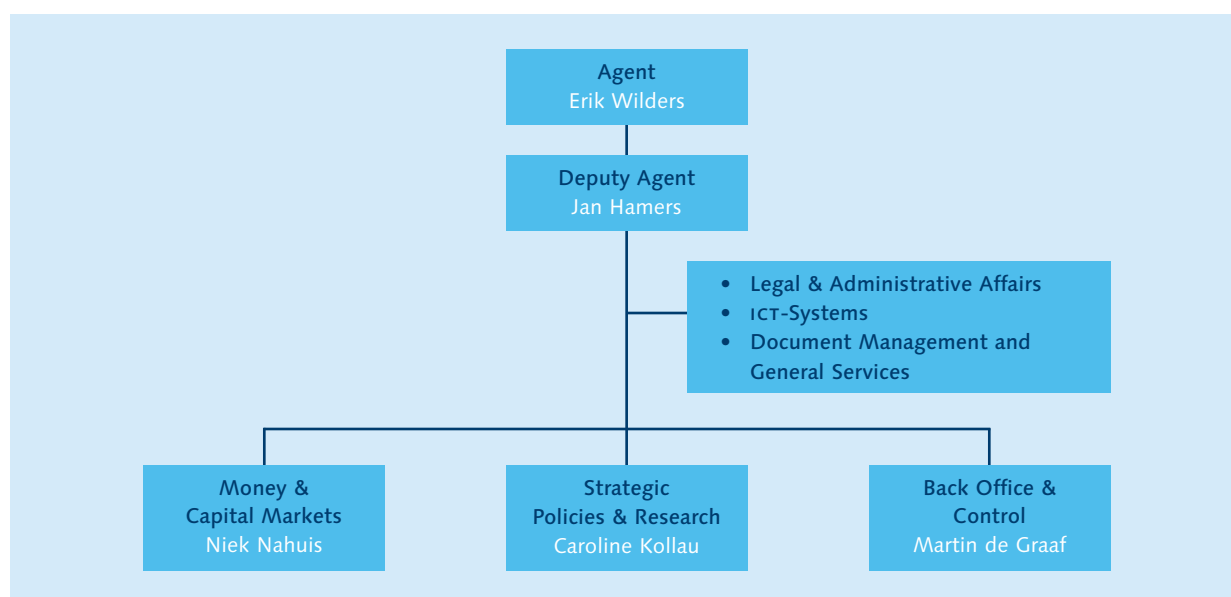 Agent
Erik Wilders
Deputy Agent
Jan Hamers
• Legal & Administrative Affairs
• ICT-Systems
• Document Management and
General Services
Money &
Capital Markets
Niek Nahuis
Strategic
Policies & Research
Caroline Kollau
Back Office &
Control
Martin de Graaf